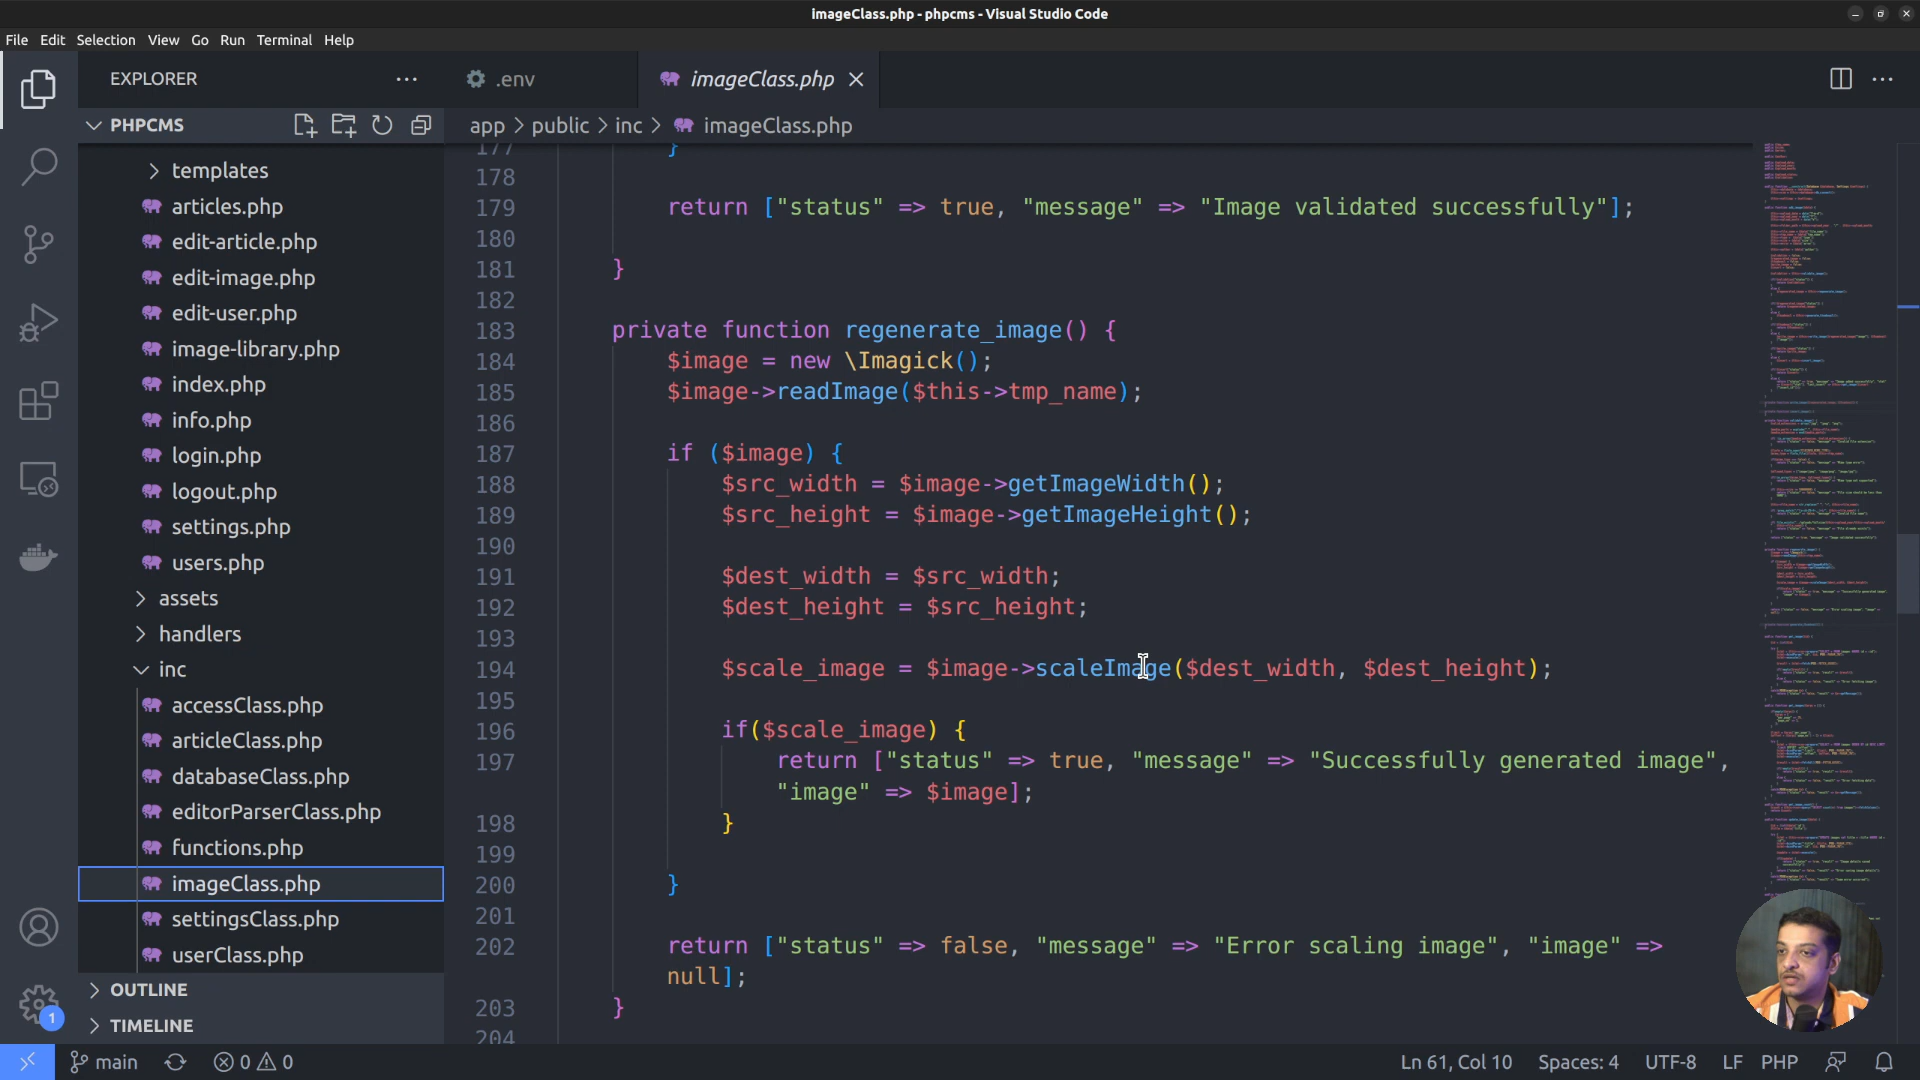 imageClass.php - phpcms - Visual Studio Code
File Edit Selection View Go Run Terminal Help
EXPLORER
.env
imageClass.php
PHPCMS
app > public > inc > imageClass.php
templates
articles.php
edit-article.php
edit-image.php
edit-user.php
image-library.php
index.php
info.php
login.php
logout.php
settings.php
users.php
assets
handlers
inc
accessClass.php
articleClass.php
databaseClass.php
editorParserClass.php
functions.php
imageClass.php
settingsClass.php
userClass.php
OUTLINE
TIMELINE
177 }
178
179 return ["status" => true, "message" => "Image validated successfully"];
180
181 }
182
183 private function regenerate_image() {
184 $image = new \Imagick();
185 $image->readImage($this->tmp_name);
186
187 if ($image) {
188 $src_width = $image->getImageWidth();
189 $src_height = $image->getImageHeight();
190
191 $dest_width = $src_width;
192 $dest_height = $src_height;
193
194 $scale_image = $image->scaleImage($dest_width, $dest_height);
195
196 if($scale_image) {
197 return ["status" => true, "message" => "Successfully generated image",
"image" => $image];
198 }
199
200 }
201
202 return ["status" => false, "message" => "Error scaling image", "image" =>
null];
203 }
204
1
main 0 0 Ln 61, Col 10 Spaces: 4 UTF-8 LF PHP